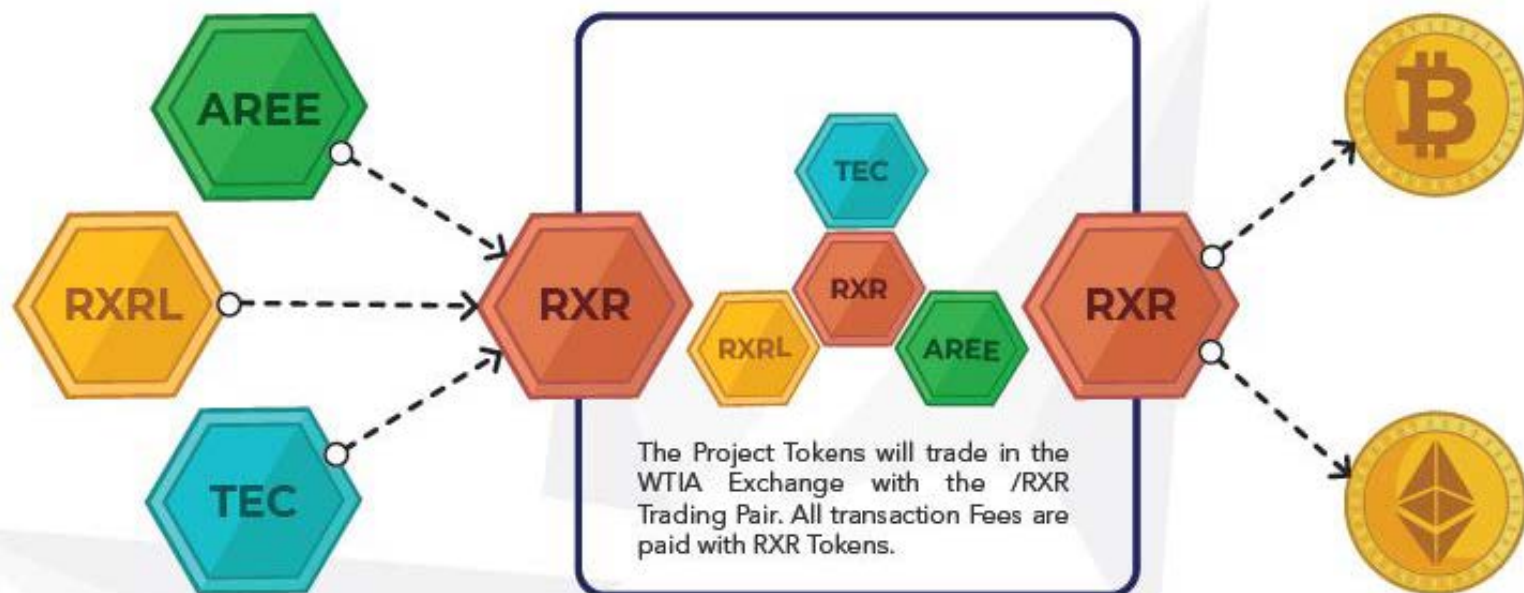 AREE
RXRL
TEC
RXR
TEC
RXR
RXRL
AREE
The Project Tokens will trade in the
WTIA Exchange with the /RXR
Trading Pair. All transaction Fees are
paid with RXR Tokens.
RXR